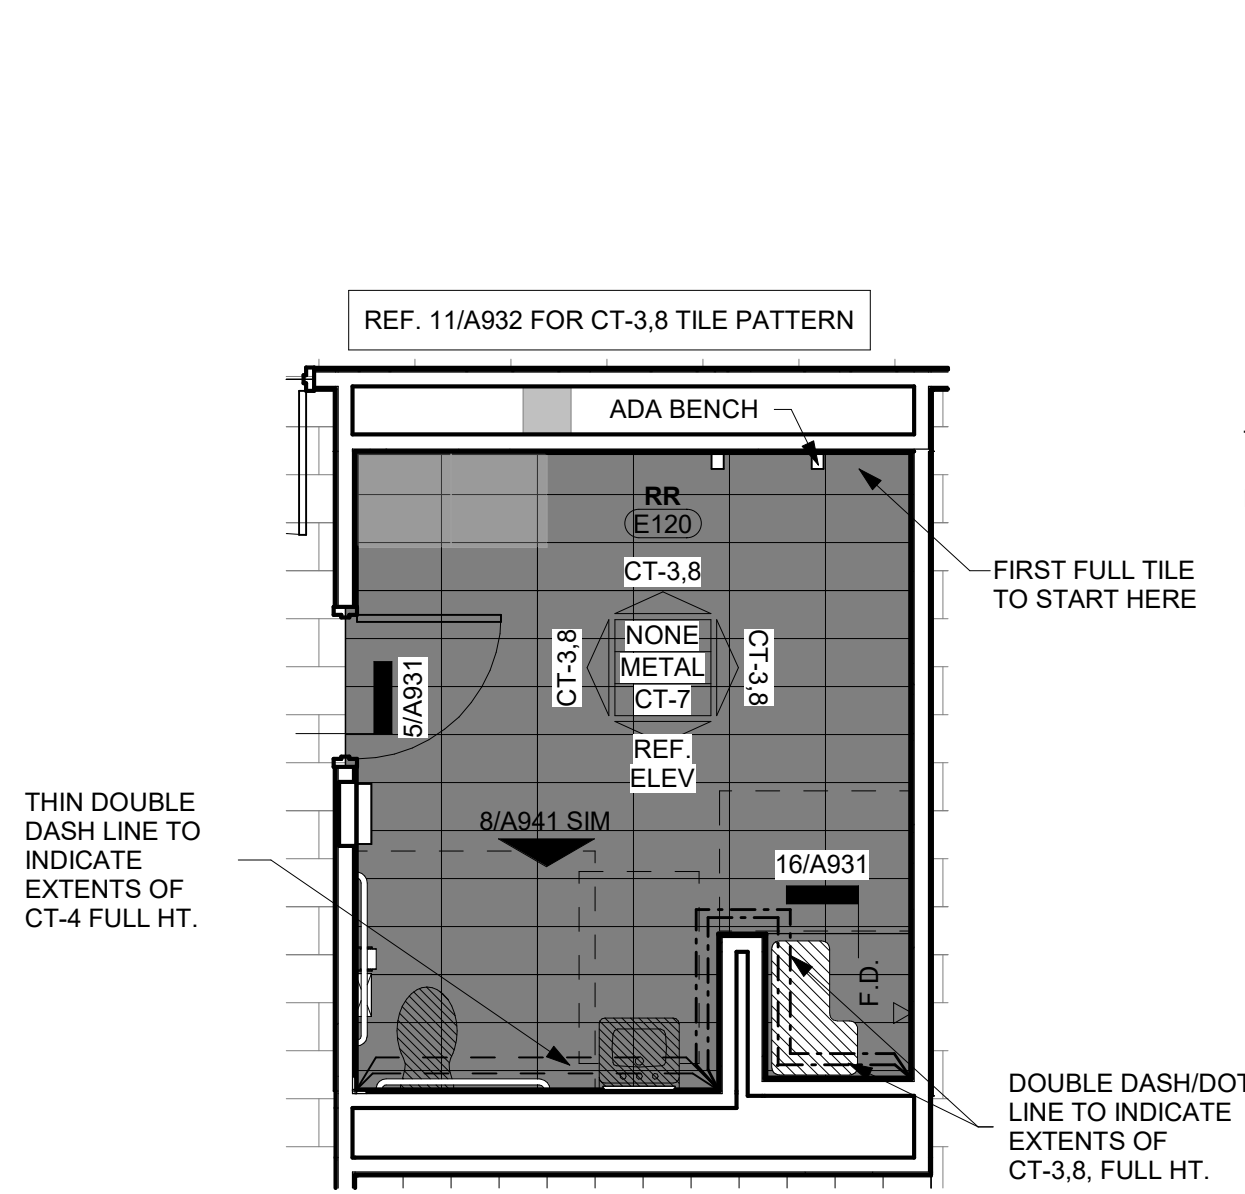 REF. 11/A932 FOR CT-3,8 TILE PATTERN
ADA BENCH
RR
E120
FIRST FULL TILE
TO START HERE
CT-3,8
CT-3,8
NONE
METAL
CT-7
CT-3,8
REF.
ELEV
5/A931
THIN DOUBLE
DASH LINE TO
INDICATE
EXTENTS OF
CT-4 FULL HT.
8/A941 SIM
16/A931
F.D.
DOUBLE DASH/DOT
LINE TO INDICATE
EXTENTS OF
CT-3,8, FULL HT.